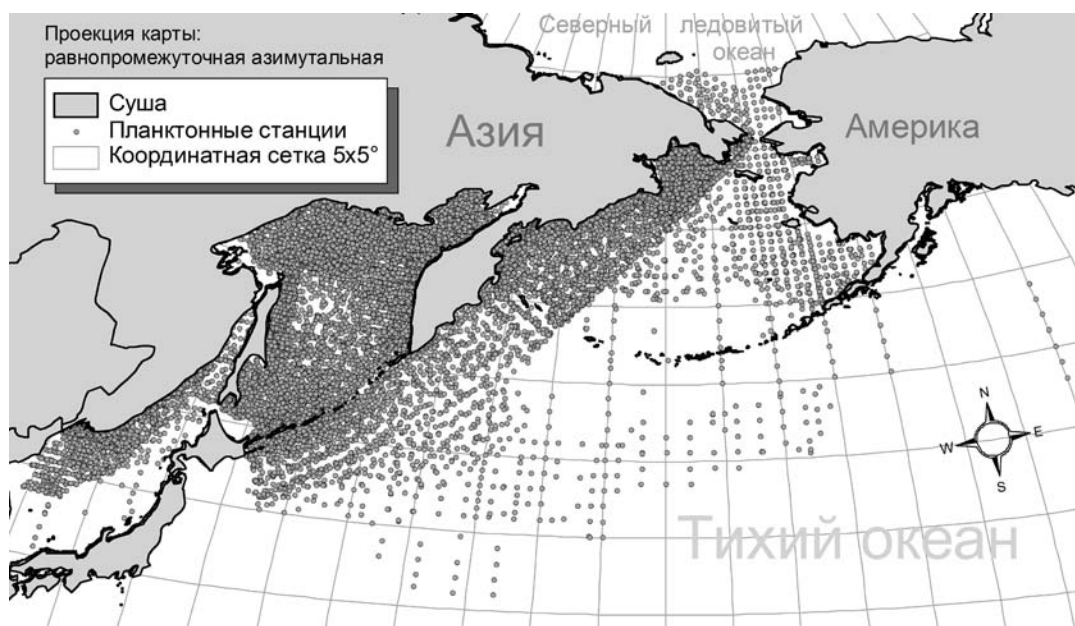 Проекция карты:
равнопромежуточная азимутальная
Суша
Планктонные станции
Координатная сетка 5x5°
Северный ледовитый
океан
Азия
Америка
N
W E
S
Тихий океан